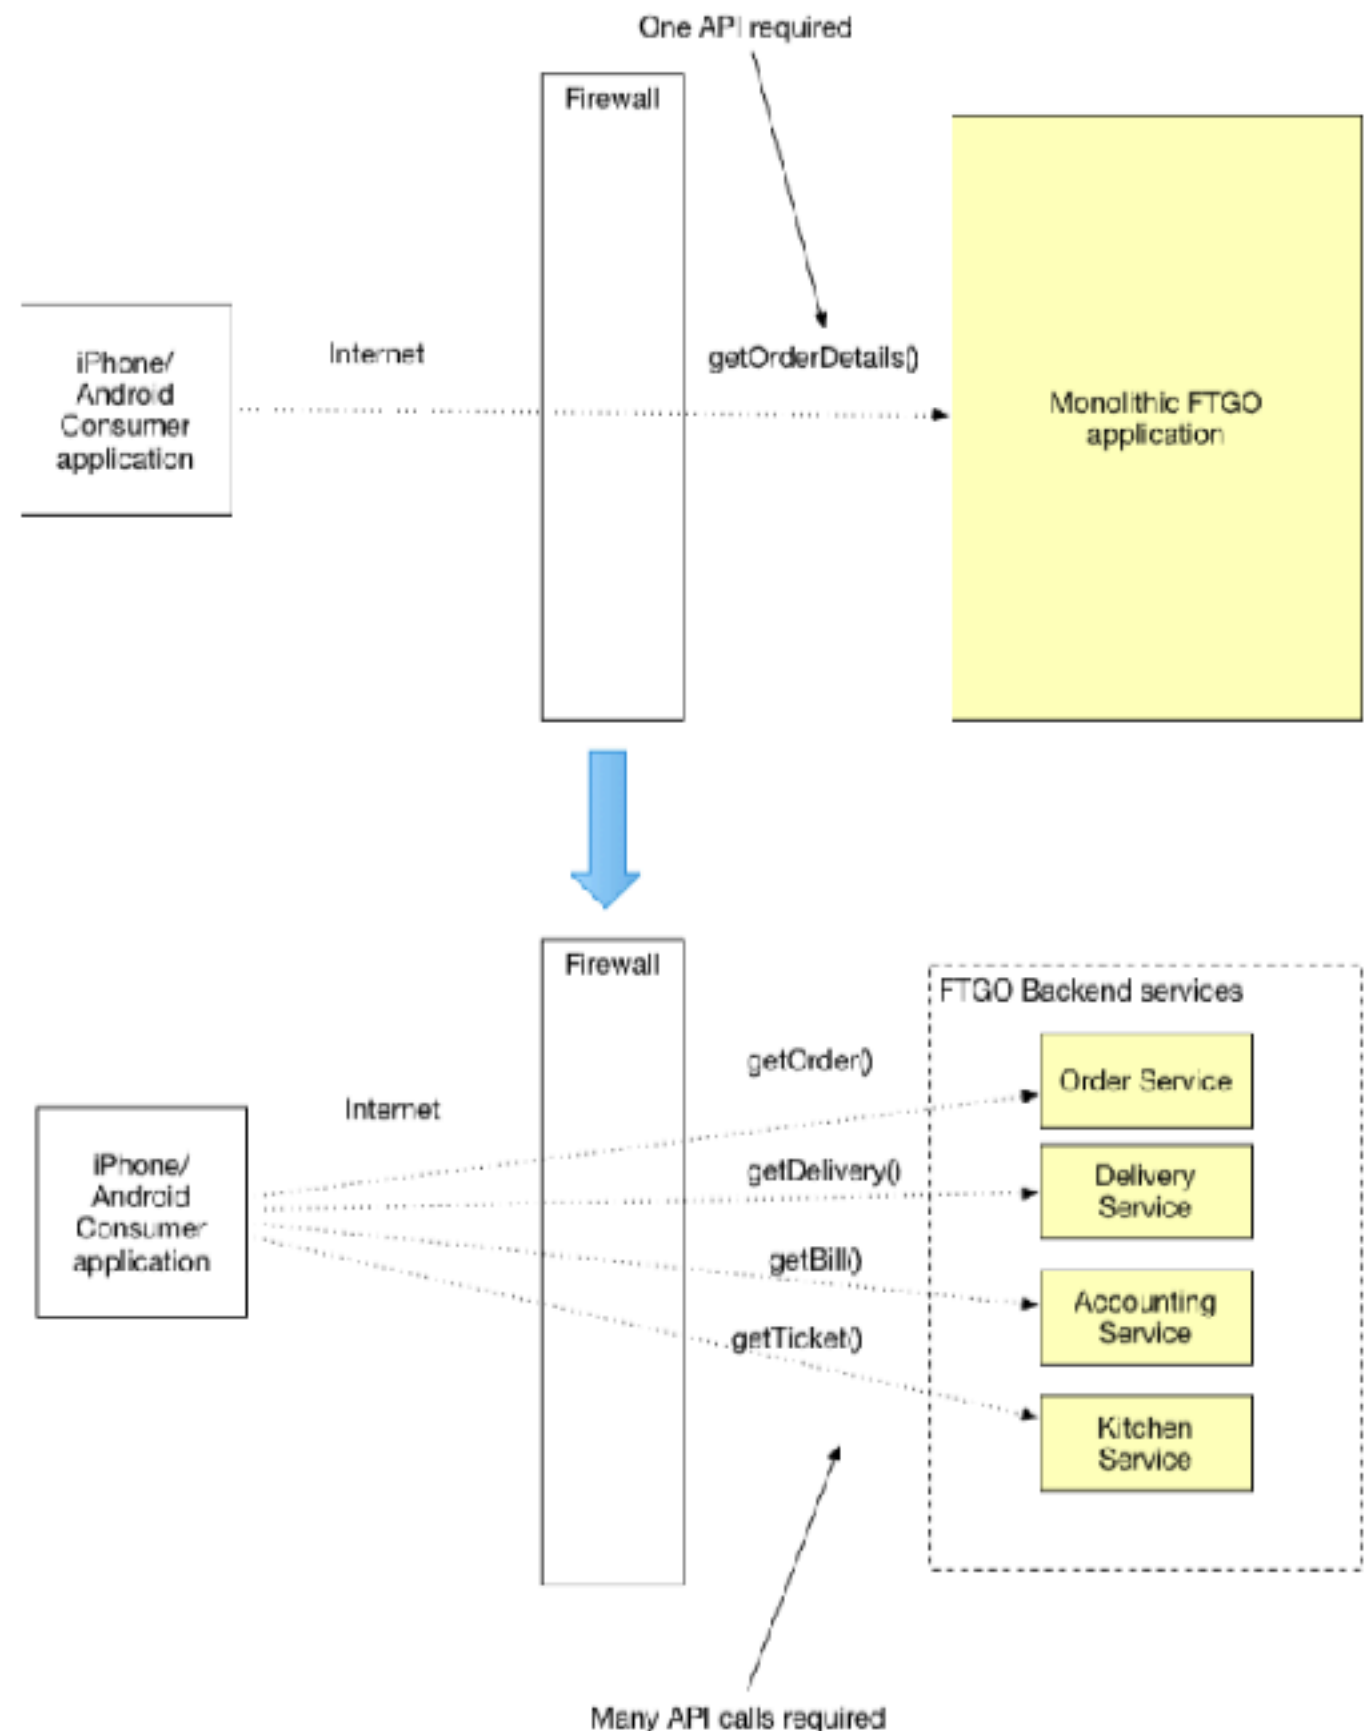 One API required
Firewall
iPhone/
Android
Consumer
application
Internet
getOrderDetails()
Monolithic FTGO
application
Firewall
FTGO Backend services
getOrder()
Order Service
Internet
iPhone/
Android
Consumer
application
getDelivery()
Delivery
Service
getBill()
Accounting
Service
getTicket()
Kitchen
Service
Many API calls required